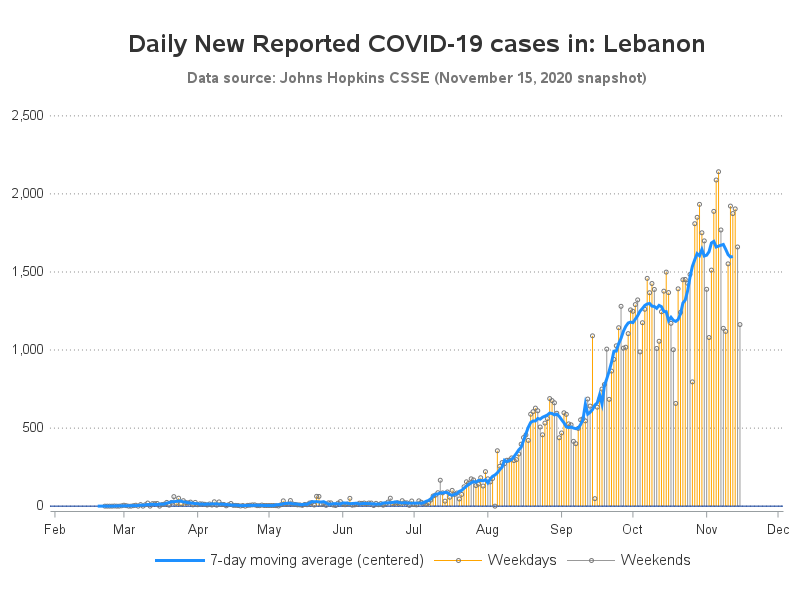 Daily New Reported COVID-19 cases in: Lebanon
Data source: Johns Hopkins CSSE (November 15, 2020 snapshot)
2,500
2,000
1,500
1,000
500
0
Feb Mar Apr May Jun Jul Aug Sep Oct Nov Dec
7-day moving average (centered) Weekdays Weekends